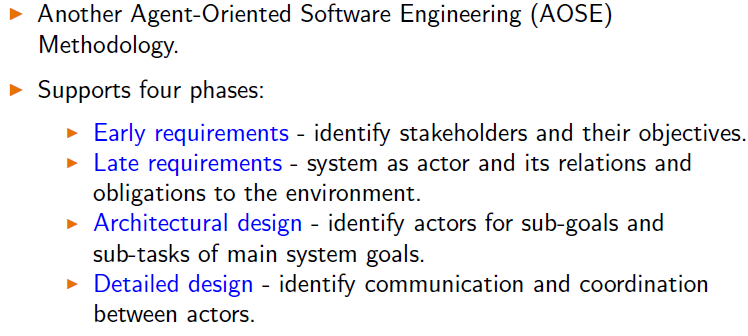 Another Agent-Oriented Software Engineering (AOSE)
Methodology.
Supports four phases:
Early requirements - identify stakeholders and their objectives.
Late requirements - system as actor and its relations and
obligations to the environment.
Architectural design - identify actors for sub-goals and
sub-tasks of main system goals.
Detailed design - identify communication and coordination
between actors.